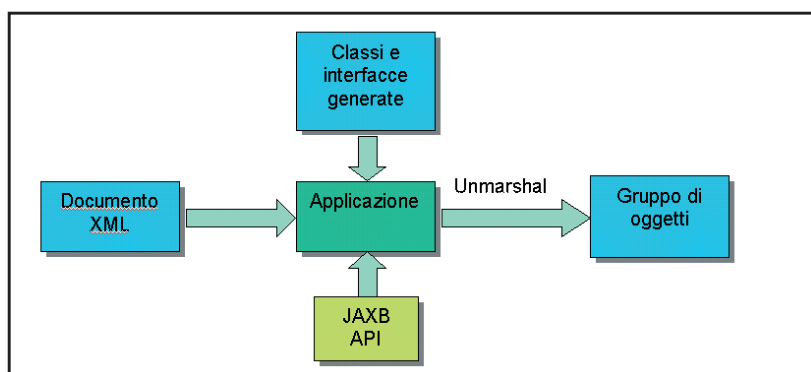 Classi e
interfacce
generate
Documento
XML
Applicazione
Unmarshal
Gruppo di
oggetti
JAXB
API